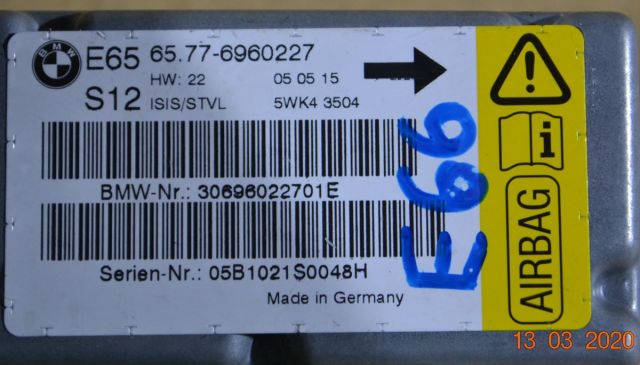 BMW
E65 65.77-6960227
HW: 22 05 05 15
S12 ISIS/STVL 5WK4 3504
BMW-Nr.: 30696022701E
Serien-Nr.: 05B1021S0048H
Made in Germany
E66
i
AIRBAG
13 03 2020